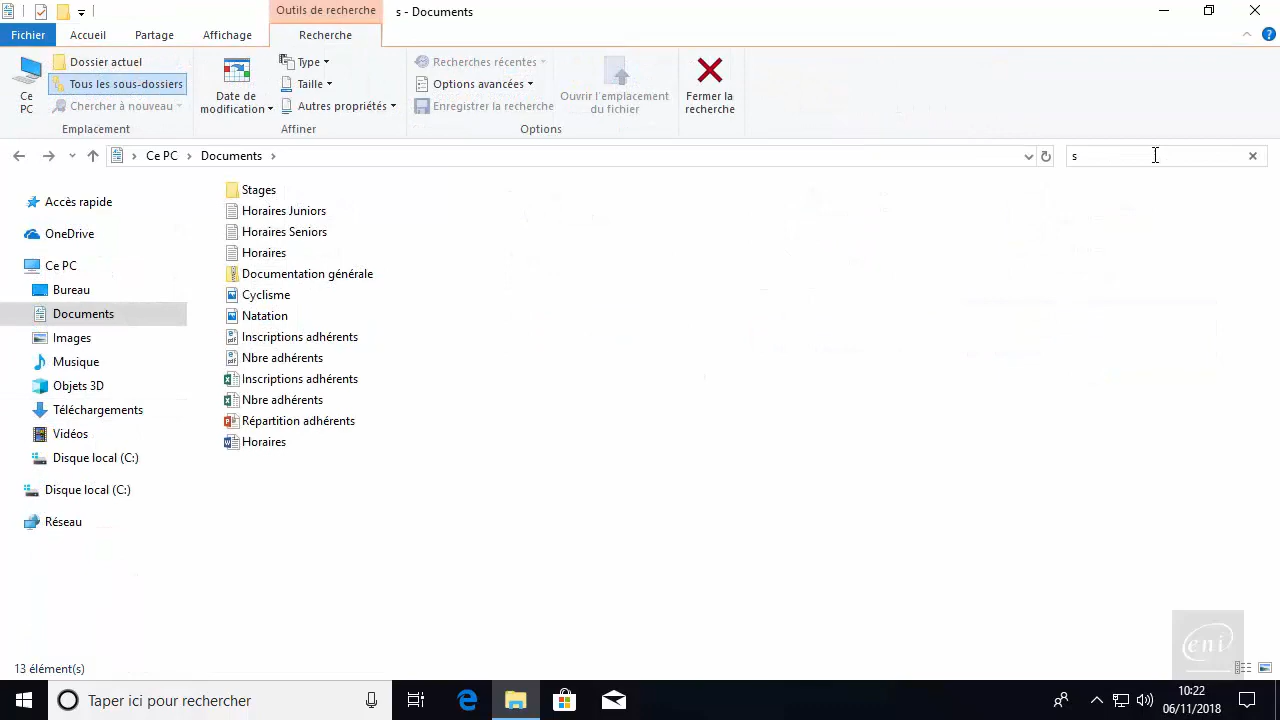 Outils de recherche
s - Documents
Fichier
Accueil
Partage
Affichage
Recherche
Ce
PC
Dossier actuel
Tous les sous-dossiers
Chercher à nouveau
Emplacement
Date de
modification
Type
Taille
Autres propriétés
Affiner
Recherches récentes
Options avancées
Enregistrer la recherche
Ouvrir l'emplacement
du fichier
Options
Fermer la
recherche
Ce PC
Documents
s
Accès rapide
OneDrive
Ce PC
Bureau
Documents
Images
Musique
Objets 3D
Téléchargements
Vidéos
Disque local (C:)
Disque local (C:)
Réseau
Stages
Horaires Juniors
Horaires Seniors
Horaires
Documentation générale
Cyclisme
Natation
Inscriptions adhérents
Nbre adhérents
Inscriptions adhérents
Nbre adhérents
Répartition adhérents
Horaires
13 élément(s)
eni
Taper ici pour rechercher
10:22
06/11/2018